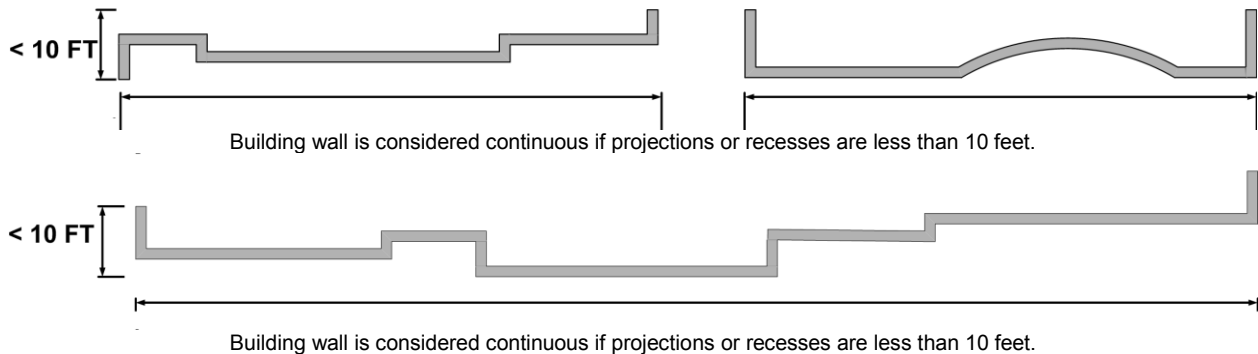 < 10 FT
Building wall is considered continuous if projections or recesses are less than 10 feet.
< 10 FT
Building wall is considered continuous if projections or recesses are less than 10 feet.